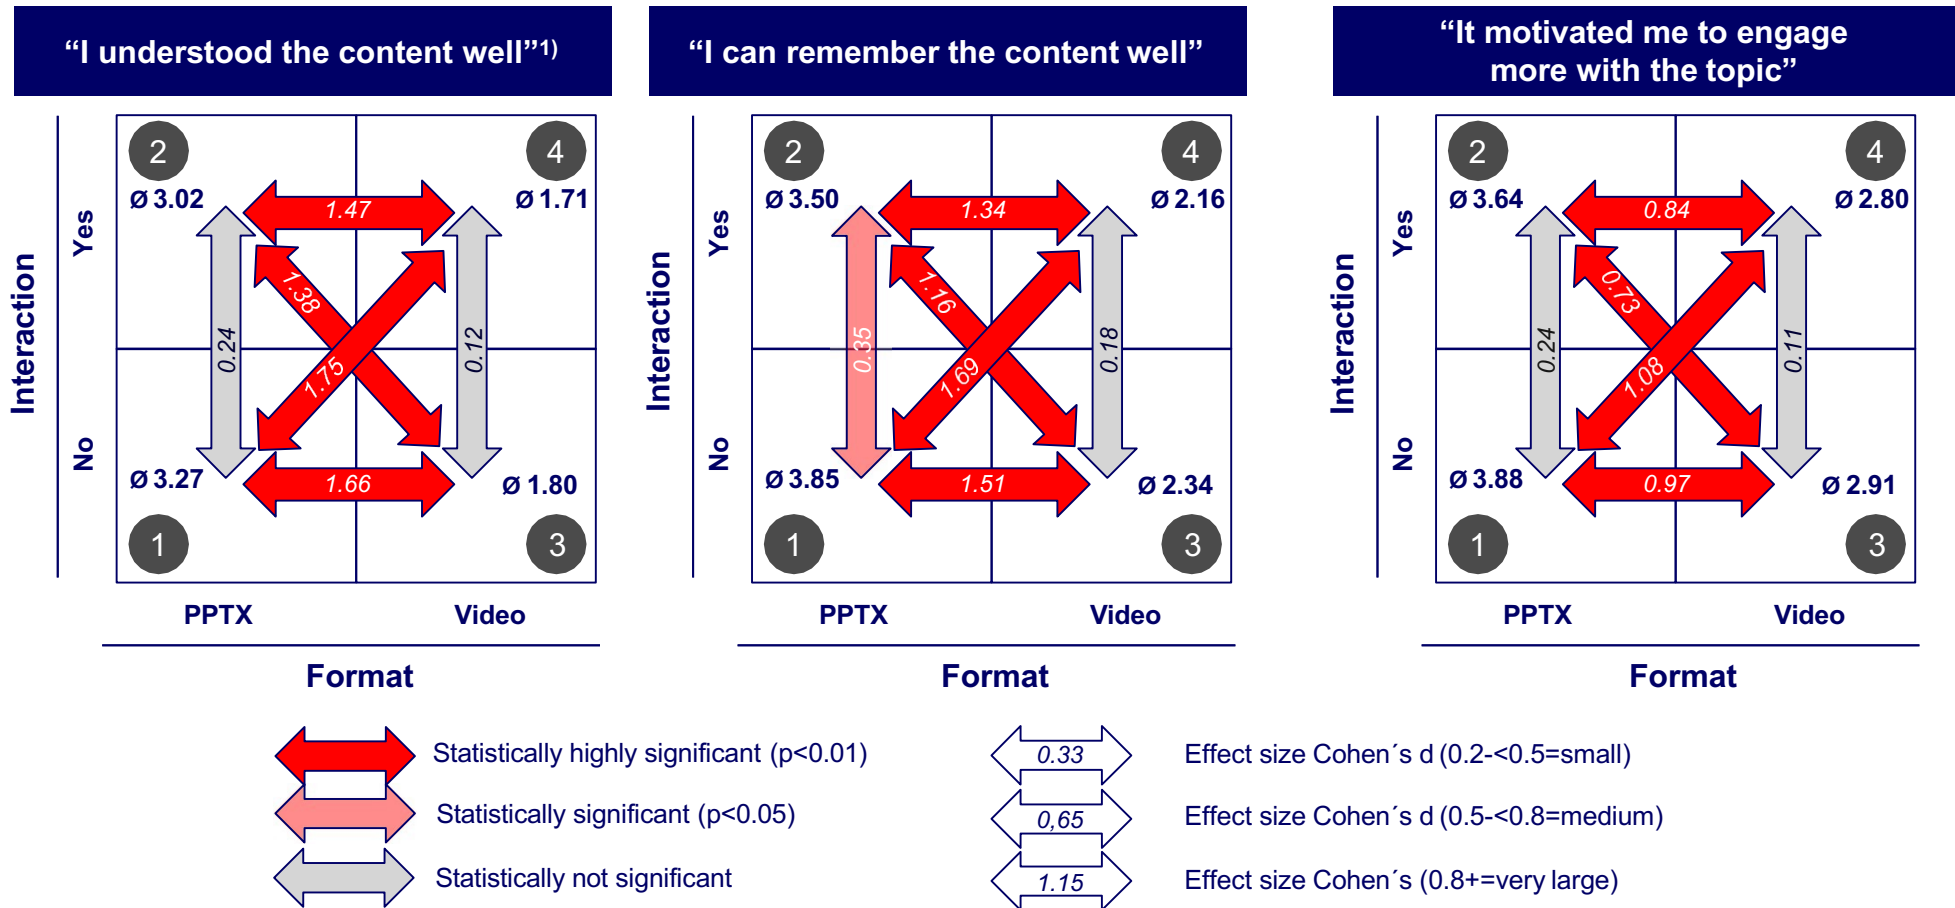 “I understood the content well”1)
2
4
Ø 3.02
Ø 1.71
1.47
1.38
0.24
0.12
1.75
Ø 3.27
Ø 1.80
1.66
1
3
Interaction
Yes
No
PPTX
Video
Format
“I can remember the content well”
2
4
Ø 3.50
Ø 2.16
1.34
1.16
0.35
0.18
1.69
Ø 3.85
Ø 2.34
1.51
1
3
Interaction
Yes
No
PPTX
Video
Format
“It motivated me to engage
more with the topic”
2
4
Ø 3.64
Ø 2.80
0.84
0.73
0.24
0.11
1.08
Ø 3.88
Ø 2.91
0.97
1
3
Interaction
Yes
No
PPTX
Video
Format
Statistically highly significant (p<0.01)
Statistically significant (p<0.05)
Statistically not significant
0.33 Effect size Cohen´s d (0.2-<0.5=small)
0,65 Effect size Cohen´s d (0.5-<0.8=medium)
1.15 Effect size Cohen´s (0.8+=very large)